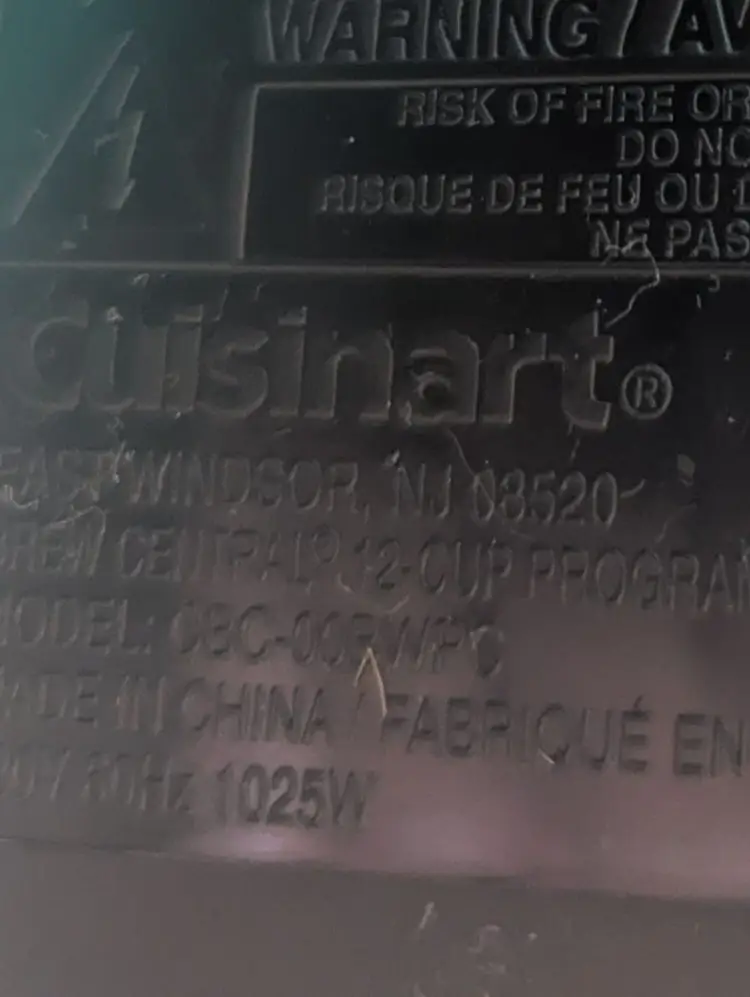 WARNING / AV
RISK OF FIRE OR
DO NO
RISQUE DE FEU OU
NE PAS
Cuisinart®
EAST WINDSOR, NJ 08520
BREW CENTRAL® 12-CUP PROGRAM
MODEL:
MADE IN CHINA / FABRIQUÉ EN
60Hz 1025W